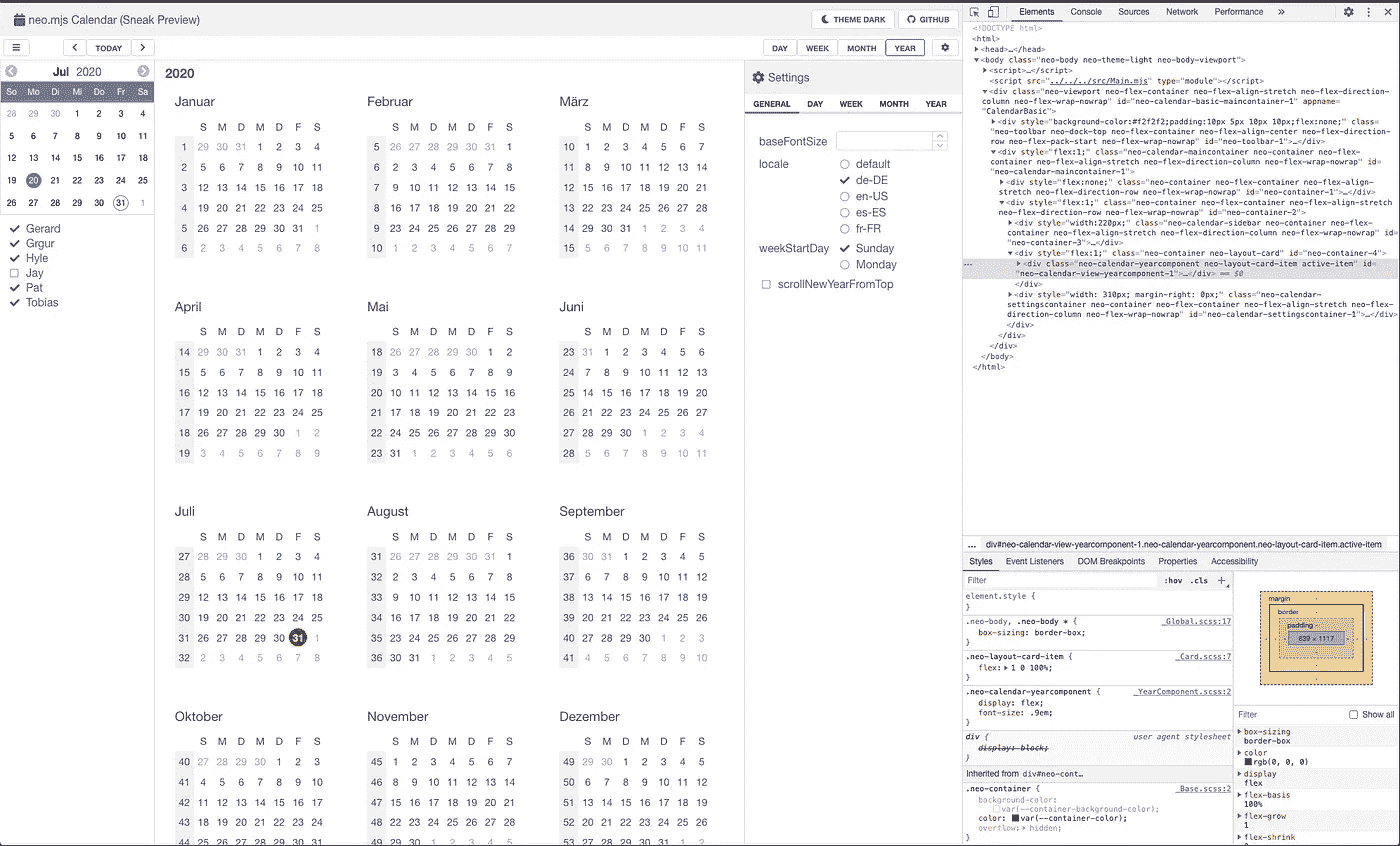 neo.mjs Calendar (Sneak Preview)
THEME DARK
GITHUB
TODAY
DAY WEEK MONTH YEAR
Jul 2020
So Mo Di Mi Do Fr Sa
28 29 30 1 2 3 4
5 6 7 8 9 10 11
12 13 14 15 16 17 18
19 20 21 22 23 24 25
26 27 28 29 30 31 1
Gerard
Grgur
Hyle
Jay
Pat
Tobias
2020
Januar
S M D M D F S
1 29 30 31 1 2 3 4
2 5 6 7 8 9 10 11
3 12 13 14 15 16 17 18
4 19 20 21 22 23 24 25
5 26 27 28 29 30 31 1
6 2 3 4 5 6 7 8
Februar
S M D M D F S
5 26 27 28 29 30 31 1
6 2 3 4 5 6 7 8
7 9 10 11 12 13 14 15
8 16 17 18 19 20 21 22
9 23 24 25 26 27 28 29
10 1 2 3 4 5 6 7
März
S M D M D F S
10 1 2 3 4 5 6 7
11 8 9 10 11 12 13 14
12 15 16 17 18 19 20 21
13 22 23 24 25 26 27 28
14 29 30 31 1 2 3 4
15 5 6 7 8 9 10 11
April
S M D M D F S
14 29 30 31 1 2 3 4
15 5 6 7 8 9 10 11
16 12 13 14 15 16 17 18
17 19 20 21 22 23 24 25
18 26 27 28 29 30 1 2
19 3 4 5 6 7 8 9
Mai
S M D M D F S
18 26 27 28 29 30 1 2
19 3 4 5 6 7 8 9
20 10 11 12 13 14 15 16
21 17 18 19 20 21 22 23
22 24 25 26 27 28 29 30
23 31 1 2 3 4 5 6
Juni
S M D M D F S
23 31 1 2 3 4 5 6
24 7 8 9 10 11 12 13
25 14 15 16 17 18 19 20
26 21 22 23 24 25 26 27
27 28 29 30 1 2 3 4
28 5 6 7 8 9 10 11
Juli
S M D M D F S
27 28 29 30 1 2 3 4
28 5 6 7 8 9 10 11
29 12 13 14 15 16 17 18
30 19 20 21 22 23 24 25
31 26 27 28 29 30 31 1
32 2 3 4 5 6 7 8
August
S M D M D F S
31 26 27 28 29 30 31 1
32 2 3 4 5 6 7 8
33 9 10 11 12 13 14 15
34 16 17 18 19 20 21 22
35 23 24 25 26 27 28 29
36 30 31 1 2 3 4 5
September
S M D M D F S
36 30 31 1 2 3 4 5
37 6 7 8 9 10 11 12
38 13 14 15 16 17 18 19
39 20 21 22 23 24 25 26
40 27 28 29 30 1 2 3
41 4 5 6 7 8 9 10
Oktober
S M D M D F S
40 27 28 29 30 1 2 3
41 4 5 6 7 8 9 10
42 11 12 13 14 15 16 17
43 18 19 20 21 22 23 24
44 25 26 27 28 29 30 31
November
S M D M D F S
45 1 2 3 4 5 6 7
46 8 9 10 11 12 13 14
47 15 16 17 18 19 20 21
48 22 23 24 25 26 27 28
49 29 30 1 2 3 4 5
Dezember
S M D M D F S
49 29 30 1 2 3 4 5
50 6 7 8 9 10 11 12
51 13 14 15 16 17 18 19
52 20 21 22 23 24 25 26
53 27 28 29 30 31 1 2
Settings
GENERAL DAY WEEK MONTH YEAR
baseFontSize
locale
default
de-DE
en-US
es-ES
fr-FR
weekStartDay
Sunday
Monday
scrollNewYearFromTop
Elements Console Sources Network Performance »
<!DOCTYPE html>
<html>
<head>…</head>
<body class="neo-body neo-theme-light neo-body-viewport">
<script>…</script>
<script src="../../../src/Main.mjs" type="module"></script>
<div class="neo-viewport neo-flex-container neo-flex-align-stretch neo-flex-direction-
column neo-flex-wrap-nowrap" id="neo-calendar-basic-maincontainer-1" appname=
"CalendarBasic">
<div style="background-color:#f2f2f2;padding:10px 5px 10px 10px;flex:none;" class=
"neo-toolbar neo-dock-top neo-flex-container neo-flex-align-center neo-flex-direction-
row neo-flex-pack-start neo-flex-wrap-nowrap" id="neo-toolbar-1">…</div>
<div style="flex:1;" class="neo-calendar-maincontainer neo-container neo-flex-
container neo-flex-align-stretch neo-flex-direction-column neo-flex-wrap-nowrap" id=
"neo-calendar-maincontainer-1">
<div style="flex:none;" class="neo-container neo-flex-container neo-flex-align-
stretch neo-flex-direction-row neo-flex-wrap-nowrap" id="neo-container-1">…</div>
<div style="flex:1;" class="neo-container neo-flex-container neo-flex-align-stretch
neo-flex-direction-row neo-flex-wrap-nowrap" id="neo-container-2">
<div style="width:220px;" class="neo-calendar-sidebar neo-container neo-flex-
container neo-flex-align-stretch neo-flex-direction-column neo-flex-wrap-nowrap" id=
"neo-container-3">…</div>
<div style="flex:1;" class="neo-container neo-layout-card" id="neo-container-4">
<div class="neo-calendar-yearcomponent neo-layout-card-item active-item" id=
"neo-calendar-view-yearcomponent-1">…</div> == $0
</div>
<div style="width: 310px; margin-right: 0px;" class="neo-calendar-
settingscontainer neo-container neo-flex-container neo-flex-align-stretch neo-flex-
direction-column neo-flex-wrap-nowrap" id="neo-calendar-settingscontainer-1">…</div>
</div>
</div>
</div>
</body>
</html>
... div#neo-calendar-view-yearcomponent-1.neo-calendar-yearcomponent.neo-layout-card-item.active-item
Styles Event Listeners DOM Breakpoints Properties Accessibility
Filter :hov .cls +
element.style {
}
.neo-body, .neo-body * { _Global.scss:17
box-sizing: border-box;
}
.neo-layout-card-item { _Card.scss:7
flex: 1 0 100%;
}
.neo-calendar-yearcomponent { _YearComponent.scss:2
display: flex;
font-size: .9em;
}
div { user agent stylesheet
display: block;
}
Inherited from div#neo-cont…
.neo-container { _Base.scss:2
background-color:
var(--container-background-color);
color: var(--container-color);
overflow: hidden;
}
margin
border
padding
839 × 1117
Filter Show all
box-sizing
border-box
color
rgb(0, 0, 0)
display
flex
flex-basis
100%
flex-grow
1
flex-shrink